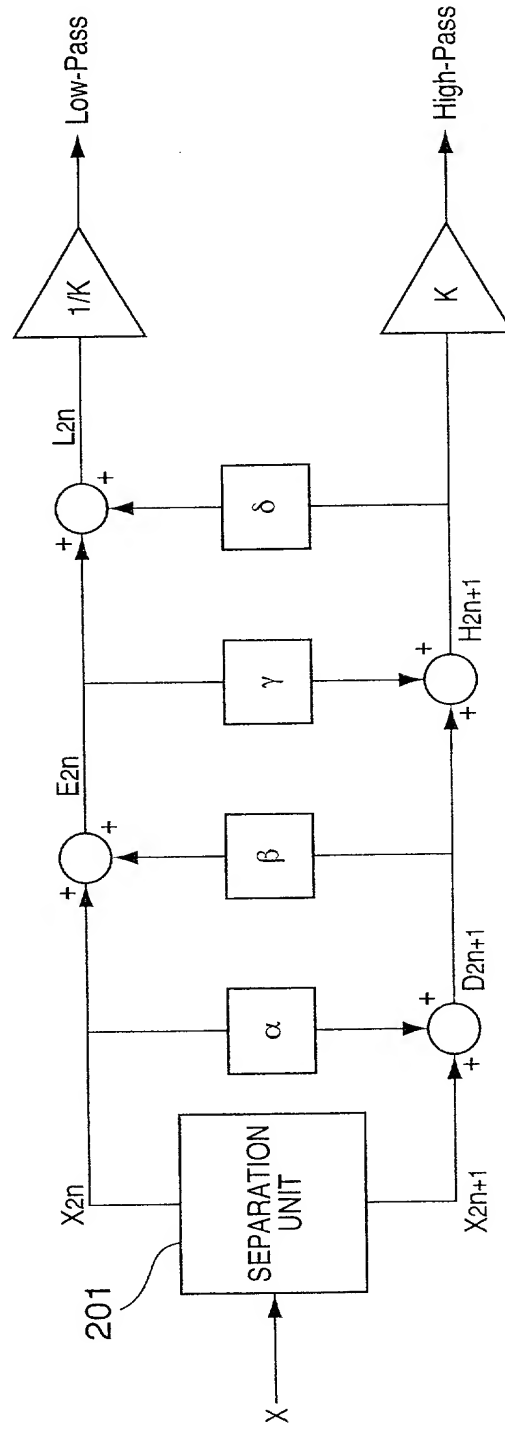 X
201
SEPARATION
UNIT
X2n
X2n+1
α
D2n+1
+
+
β
+
+
E2n
γ
+
+
H2n+1
δ
+
+
L2n
1/K
Low-Pass
K
High-Pass